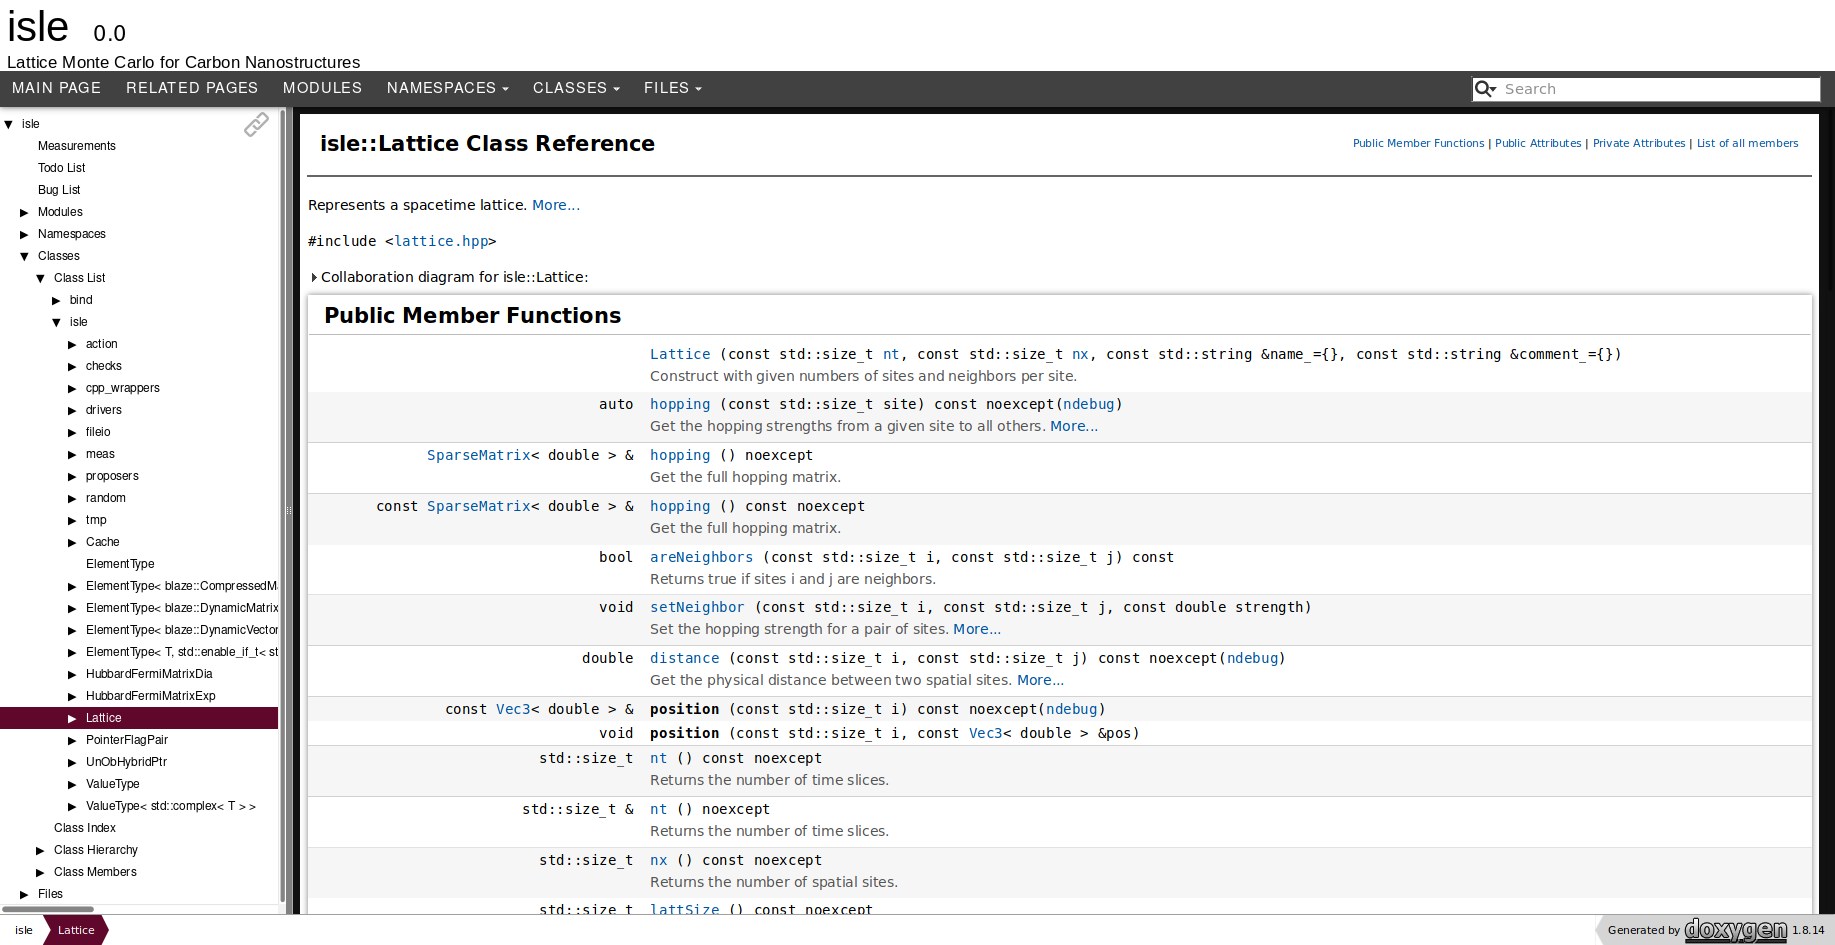 isle 0.0
Lattice Monte Carlo for Carbon Nanostructures
MAIN PAGE RELATED PAGES MODULES NAMESPACES CLASSES FILES Search
isle
Measurements
Todo List
Bug List
Modules
Namespaces
Classes
Class List
bind
isle
action
checks
cpp_wrappers
drivers
fileio
meas
proposers
random
tmp
Cache
ElementType
ElementType< blaze::CompressedMa
ElementType< blaze::DynamicMatrix
ElementType< blaze::DynamicVector
ElementType< T, std::enable_if_t< st
HubbardFermiMatrixDia
HubbardFermiMatrixExp
Lattice
PointerFlagPair
UnObHybridPtr
ValueType
ValueType< std::complex< T > >
Class Index
Class Hierarchy
Class Members
Files
isle::Lattice Class Reference
Public Member Functions | Public Attributes | Private Attributes | List of all members
Represents a spacetime lattice. More...
#include <lattice.hpp>
Collaboration diagram for isle::Lattice:
Public Member Functions
Lattice (const std::size_t nt, const std::size_t nx, const std::string &name_={}, const std::string &comment_={})
Construct with given numbers of sites and neighbors per site.
auto hopping (const std::size_t site) const noexcept(ndebug)
Get the hopping strengths from a given site to all others. More...
SparseMatrix< double > & hopping () noexcept
Get the full hopping matrix.
const SparseMatrix< double > & hopping () const noexcept
Get the full hopping matrix.
bool areNeighbors (const std::size_t i, const std::size_t j) const
Returns true if sites i and j are neighbors.
void setNeighbor (const std::size_t i, const std::size_t j, const double strength)
Set the hopping strength for a pair of sites. More...
double distance (const std::size_t i, const std::size_t j) const noexcept(ndebug)
Get the physical distance between two spatial sites. More...
const Vec3< double > & position (const std::size_t i) const noexcept(ndebug)
void position (const std::size_t i, const Vec3< double > &pos)
std::size_t nt () const noexcept
Returns the number of time slices.
std::size_t & nt () noexcept
Returns the number of time slices.
std::size_t nx () const noexcept
Returns the number of spatial sites.
std::size_t lattSize () const noexcept
isle Lattice
Generated by doxygen 1.8.14